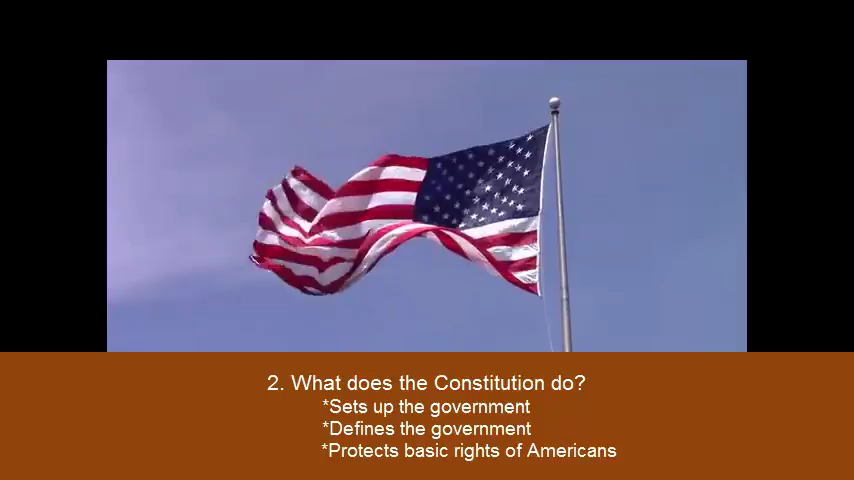 2. What does the Constitution do?
*Sets up the government
*Defines the government
*Protects basic rights of Americans